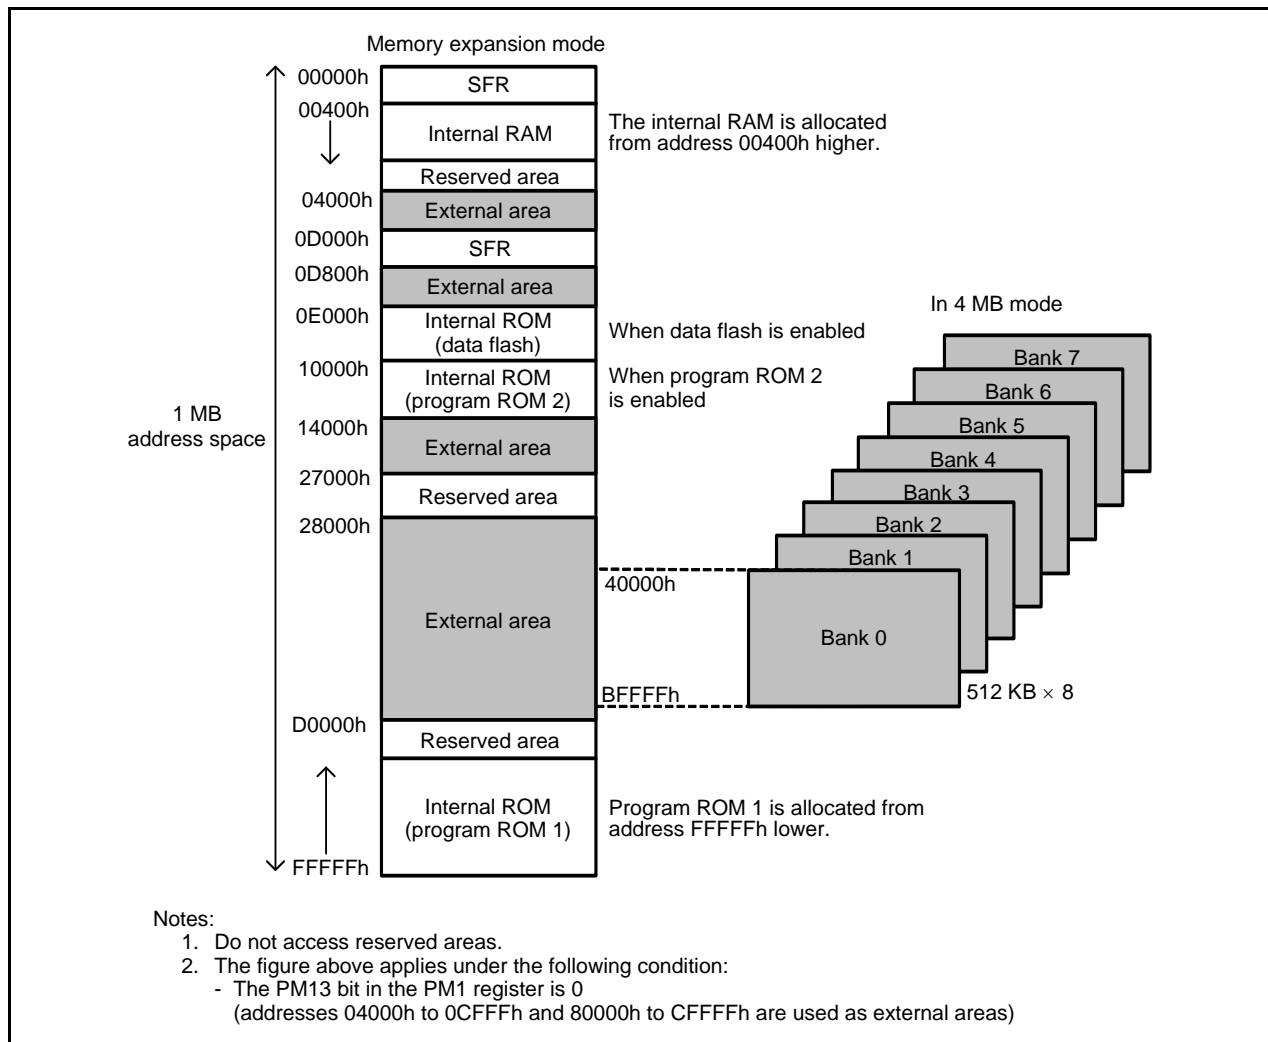 Memory expansion mode
00000h
SFR
00400h
Internal RAM
The internal RAM is allocated
from address 00400h higher.
Reserved area
04000h
External area
0D000h
SFR
0D800h
External area
In 4 MB mode
0E000h
Internal ROM
(data flash)
When data flash is enabled
10000h
Internal ROM
(program ROM 2)
When program ROM 2
is enabled
1 MB
address space
14000h
External area
27000h
Reserved area
28000h
Bank 7
Bank 6
Bank 5
Bank 4
Bank 3
Bank 2
Bank 1
40000h
External area
Bank 0
BFFFFh
512 KB × 8
D0000h
Reserved area
Internal ROM
(program ROM 1)
Program ROM 1 is allocated from
address FFFFFh lower.
FFFFFh
Notes:
1. Do not access reserved areas.
2. The figure above applies under the following condition:
- The PM13 bit in the PM1 register is 0
(addresses 04000h to 0CFFFh and 80000h to CFFFFh are used as external areas)